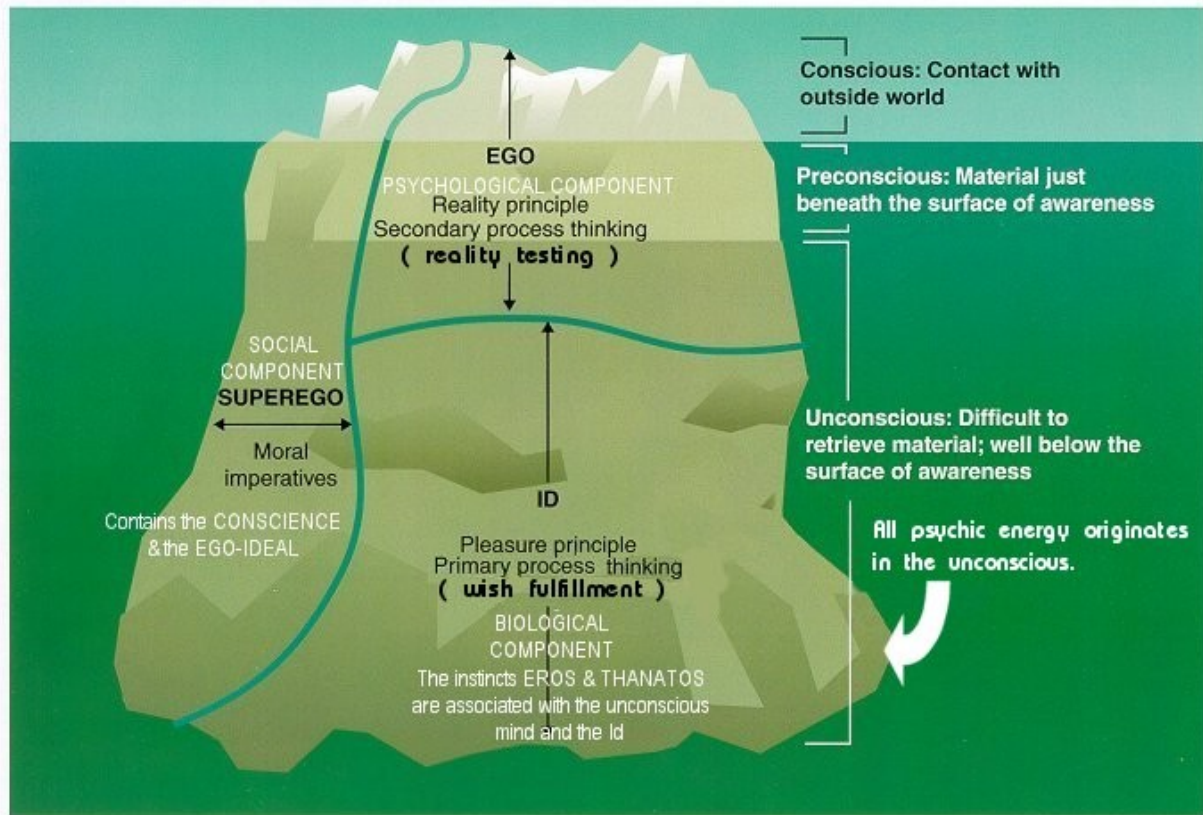 Conscious: Contact with
outside world
EGO
PSYCHOLOGICAL COMPONENT
Reality principle
Secondary process thinking
( reality testing )
Preconscious: Material just
beneath the surface of awareness
SOCIAL
COMPONENT
SUPEREGO
Moral
imperatives
Contains the CONSCIENCE
& the EGO-IDEAL
ID
Pleasure principle
Primary process thinking
( wish fulfillment )
BIOLOGICAL
COMPONENT
The instincts EROS & THANATOS
are associated with the unconscious
mind and the Id
Unconscious: Difficult to
retrieve material; well below the
surface of awareness
All psychic energy originates
in the unconscious.